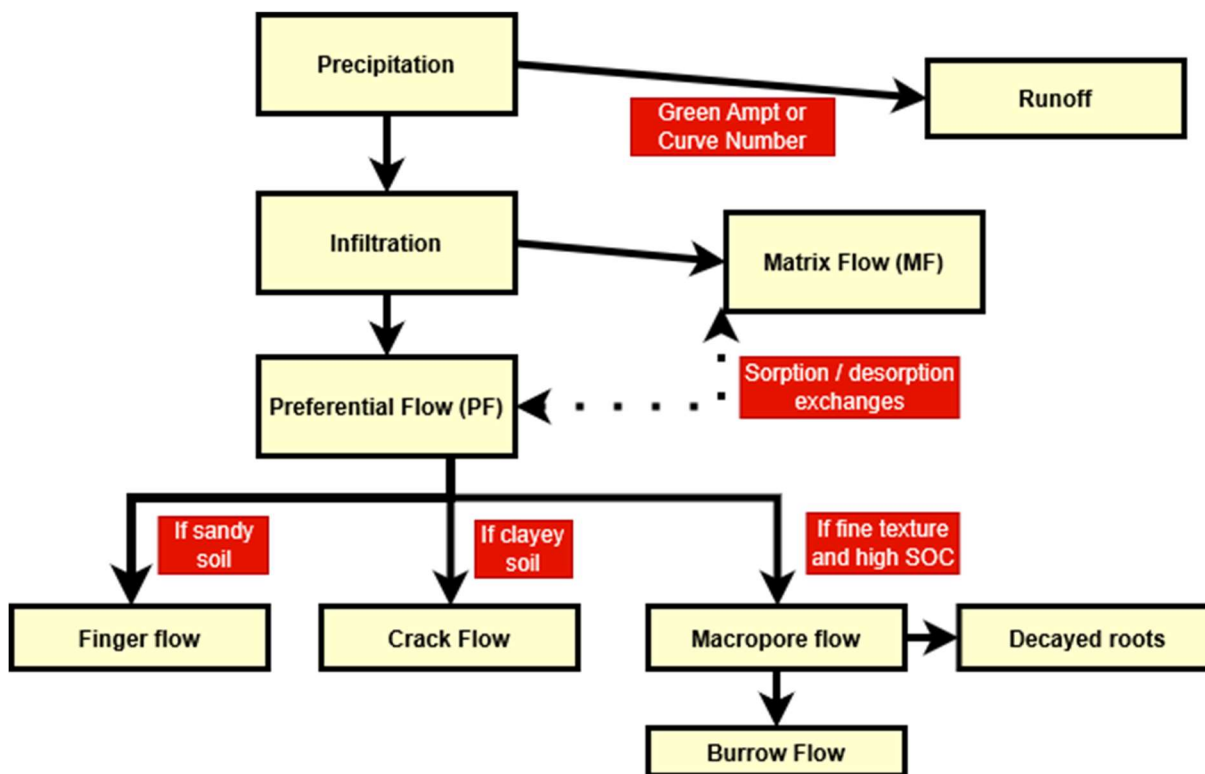 Precipitation
Runoff
Green Ampt or
Curve Number
Infiltration
Matrix Flow (MF)
Preferential Flow (PF)
Sorption / desorption
exchanges
If sandy
soil
If clayey
soil
If fine texture
and high SOC
Finger flow
Crack Flow
Macropore flow
Decayed roots
Burrow Flow